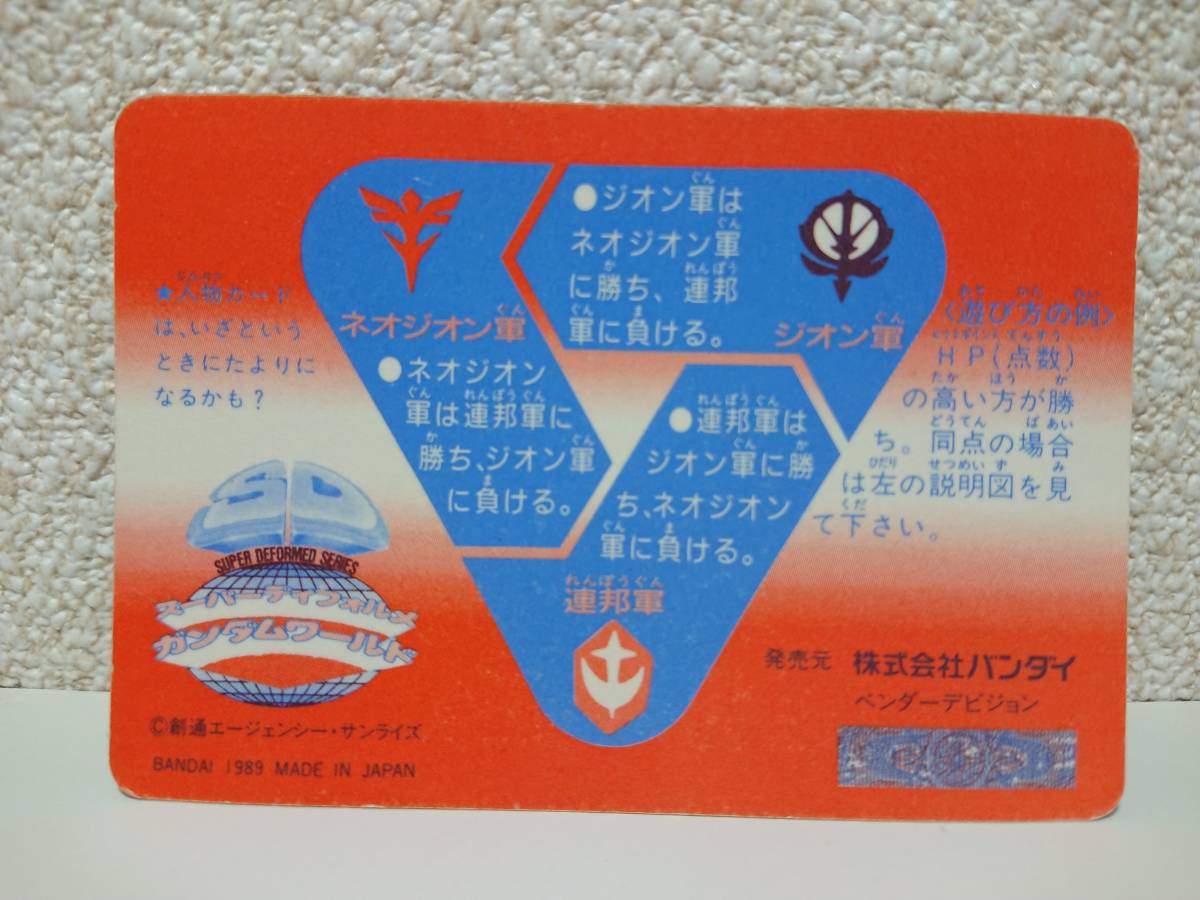 ●ジオン軍は
ネオジオン軍
に勝ち、連邦
軍に負ける。
ネオジオン軍
ジオン軍
●ネオジオン
軍は連邦軍に
勝ち、ジオン軍
に負ける。
●連邦軍は
ジオン軍に勝
ち、ネオジオン
軍に負ける。
連邦軍
★人物カード
は、いざという
ときにたよりに
なるかも?
<遊び方の例>
HP(点数)
の高い方が勝
ち。同点の場合
は左の説明図を見
て下さい。
SD
SUPER DEFORMED SERIES
スーパーディフォルメ
ガンダムワールド
©創通エージェンシー・サンライズ
BANDAI 1989 MADE IN JAPAN
発売元 株式会社バンダイ
ベンダーデビジョン